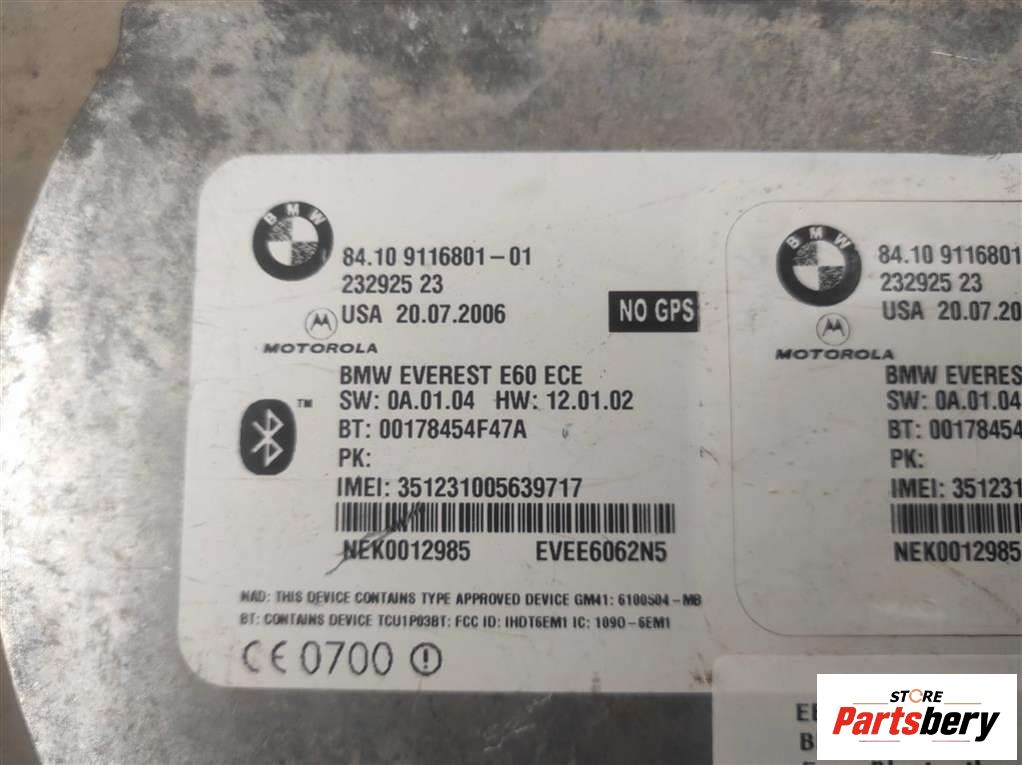 BMW
84.10 9116801-01
232925 23
USA 20.07.2006
NO GPS
MOTOROLA
BMW EVEREST E60 ECE
SW: 0A.01.04 HW: 12.01.02
TM
BT: 00178454F47A
PK:
IMEI: 351231005639717
NEK0012985 EVEE6062N5
NAD: THIS DEVICE CONTAINS TYPE APPROVED DEVICE GM41: 6100504-MB
BT: CONTAINS DEVICE TCU1P03BT: FCC ID: IHDT6EM1 IC: 1090-6EM1
CE 0700
BMW
84.10 9116801
232925 23
USA 20.07.20
MOTOROLA
BMW EVERES
SW: 0A.01.04
BT: 00178454
PK:
IMEI: 351231
NEK0012985
STORE
Partsbery